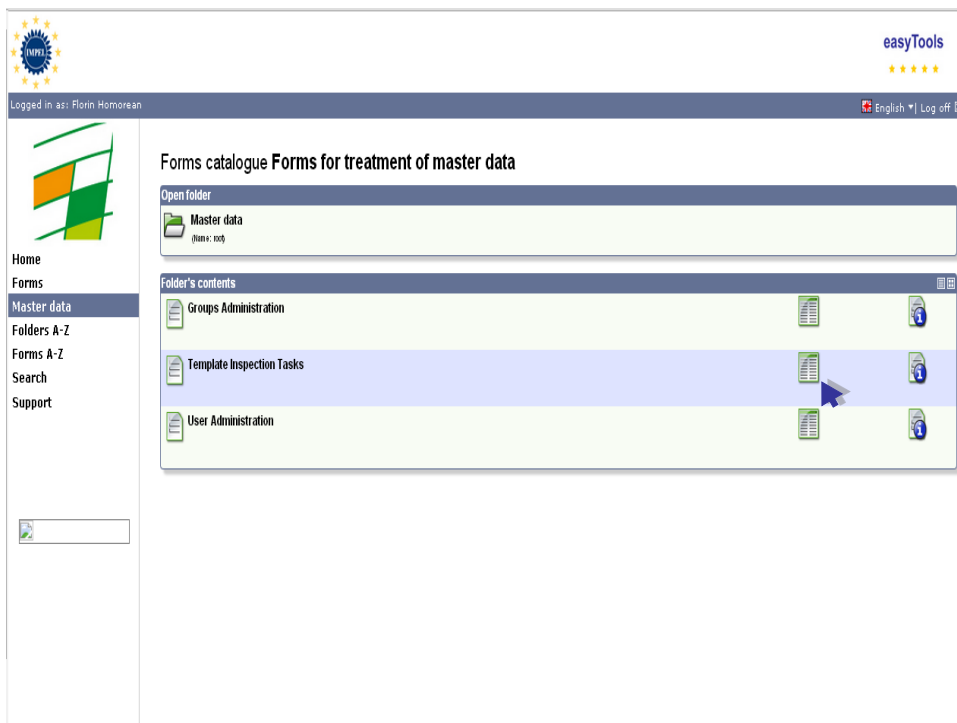 IMPEL
easyTools
Logged in as: Florin Homorean
English | Log off
Forms catalogue Forms for treatment of master data
Open folder
Master data
(Name: root)
Home
Forms
Master data
Folders A-Z
Forms A-Z
Search
Support
Folder's contents
Groups Administration
Template Inspection Tasks
User Administration